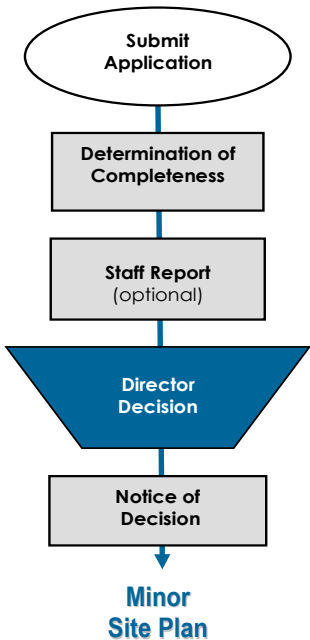 Submit
Application
Determination of
Completeness
Staff Report
(optional)
Director
Decision
Notice of
Decision
Minor
Site Plan